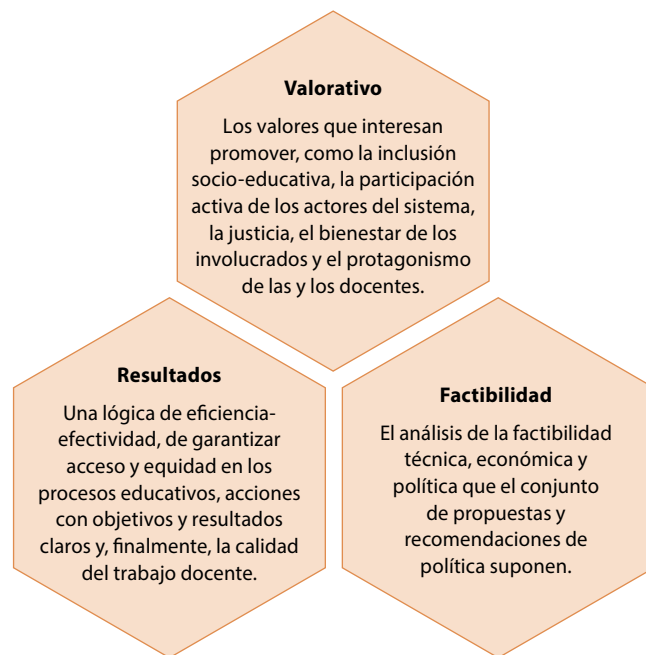 Valorativo
Los valores que interesan
promover, como la inclusión
socio-educativa, la participación
activa de los actores del sistema,
la justicia, el bienestar de los
involucrados y el protagonismo
de las y los docentes.
Resultados
Una lógica de eficiencia-
efectividad, de garantizar
acceso y equidad en los
procesos educativos, acciones
con objetivos y resultados
claros y, finalmente, la calidad
del trabajo docente.
Factibilidad
El análisis de la factibilidad
técnica, económica y
política que el conjunto
de propuestas y
recomendaciones de
política suponen.